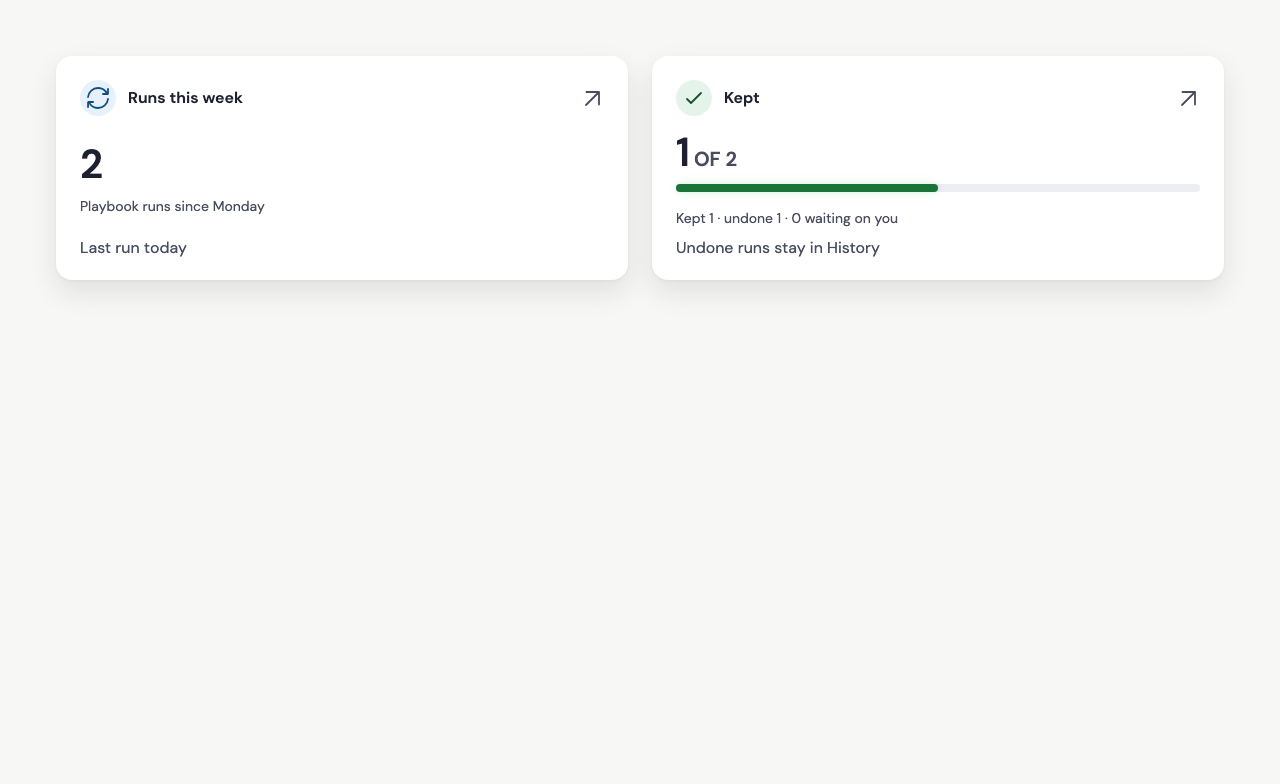 Runs this week
2
Playbook runs since Monday
Last run today
Kept
1 OF 2
Kept 1 · undone 1 · 0 waiting on you
Undone runs stay in History